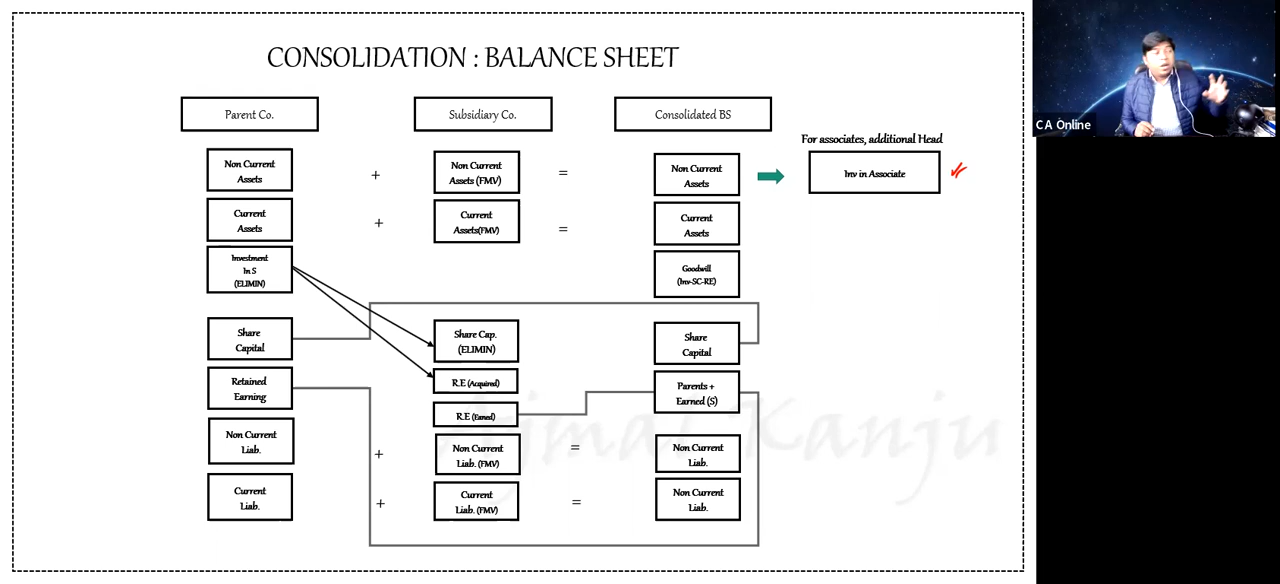 CONSOLIDATION : BALANCE SHEET
Parent Co.
Subsidiary Co.
Consolidated BS
For associates, additional Head
Non Current
Assets
+
Non Current
Assets (FMV)
=
Non Current
Assets
Inv in Associate
Current
Assets
+
Current
Assets(FMV)
=
Current
Assets
Investment
In S
(ELIMIN)
Goodwill
(Inv-SC-RE)
Share
Capital
Share Cap.
(ELIMIN)
Share
Capital
Retained
Earning
R.E (Acquired)
R.E (Earned)
Parents +
Earned (S)
Non Current
Liab.
+
Non Current
Liab. (FMV)
=
Non Current
Liab.
Current
Liab.
+
Current
Liab. (FMV)
=
Non Current
Liab.
Ajmal Kanju
C A Online